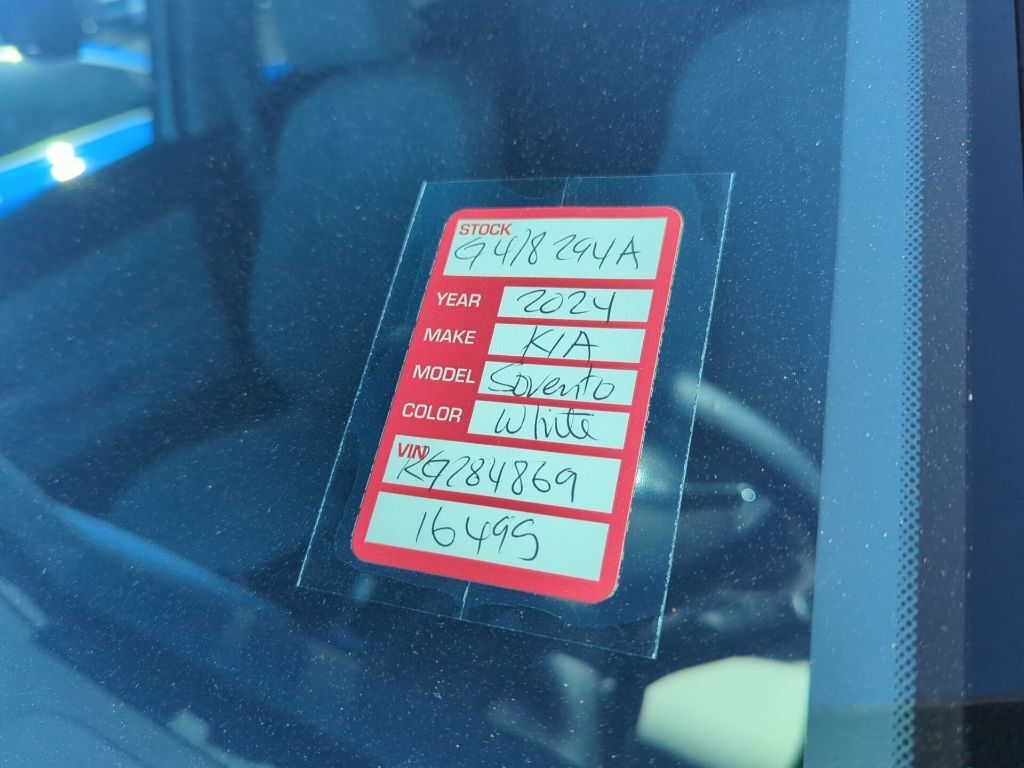 STOCK
G418294A
YEAR 2024
MAKE KIA
MODEL Sorento
COLOR White
VIN
RG284869
16495